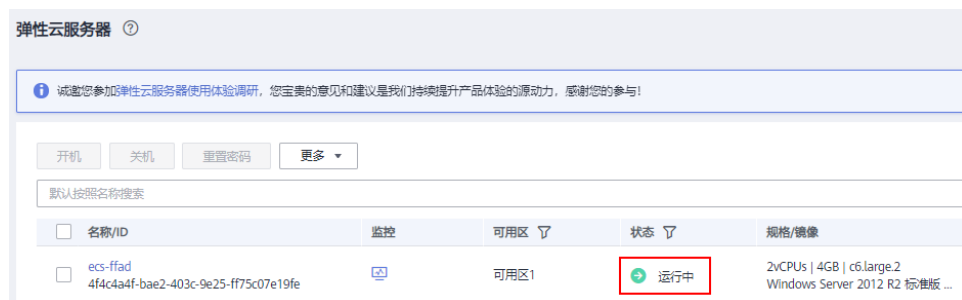 弹性云服务器
诚邀您参加弹性云服务器使用体验调研，您宝贵的意见和建议是我们持续提升产品体验的源动力，感谢您的参与！
开机 关机 重置密码 更多
默认按照名称搜索
名称/ID 监控 可用区 状态 规格/镜像
ecs-ffad
4f4c4a4f-bae2-403c-9e25-ff75c07e19fe
可用区1 运行中
2vCPUs | 4GB | c6.large.2
Windows Server 2012 R2 标准版 ...